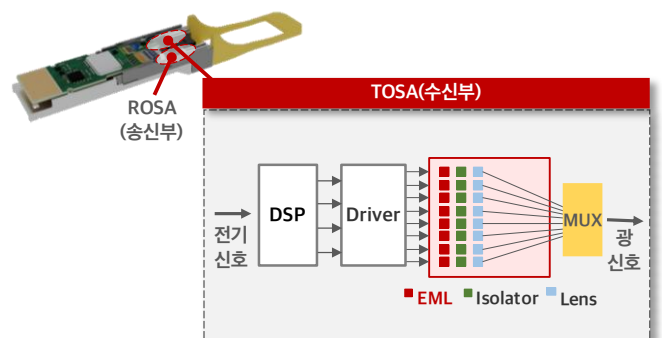 TOSA(수신부)
ROSA
(송신부)
DSP
Driver
MUX
전기
신호
광
신호
EML
Isolator
Lens